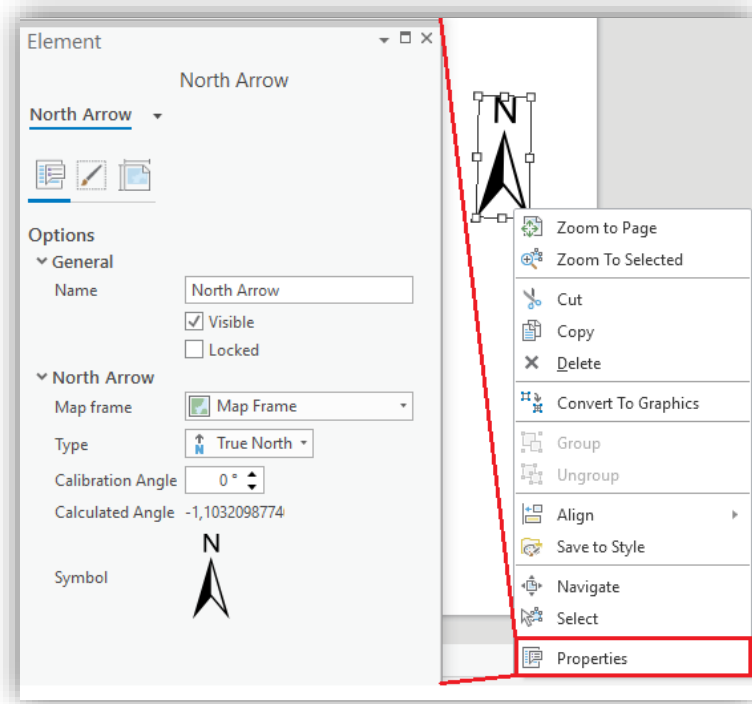 Element
North Arrow
North Arrow
Options
General
Name North Arrow
Visible
Locked
North Arrow
Map frame Map Frame
Type N True North
Calibration Angle 0 °
Calculated Angle -1,1032098774
Symbol N
N
Zoom to Page
Zoom To Selected
Cut
Copy
Delete
Convert To Graphics
Group
Ungroup
Align
Save to Style
Navigate
Select
Properties